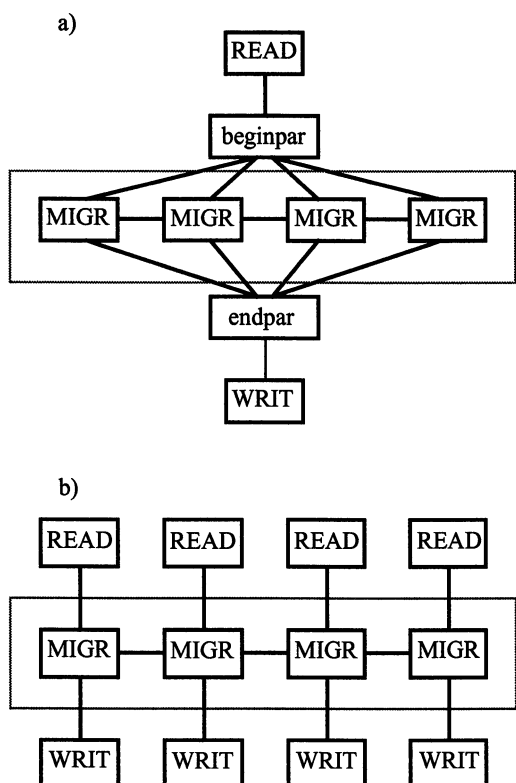 a)
READ
beginpar
MIGR MIGR MIGR MIGR
endpar
WRIT
b)
READ READ READ READ
MIGR MIGR MIGR MIGR
WRIT WRIT WRIT WRIT